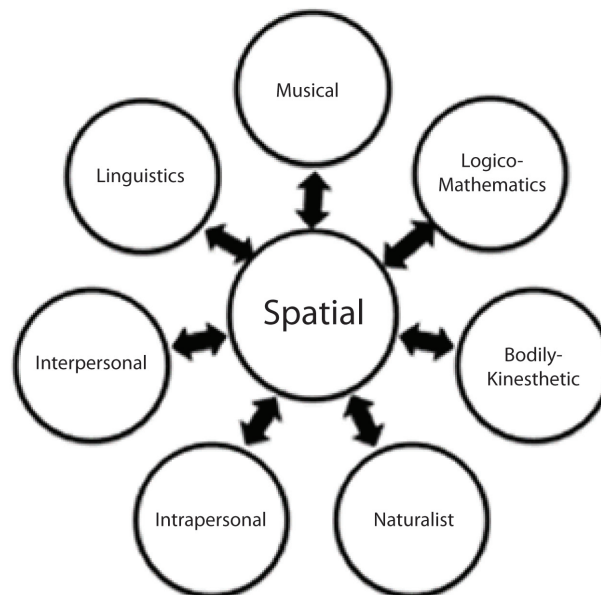 Musical
Logico-
Mathematics
Linguistics
Spatial
Interpersonal
Bodily-
Kinesthetic
Intrapersonal
Naturalist